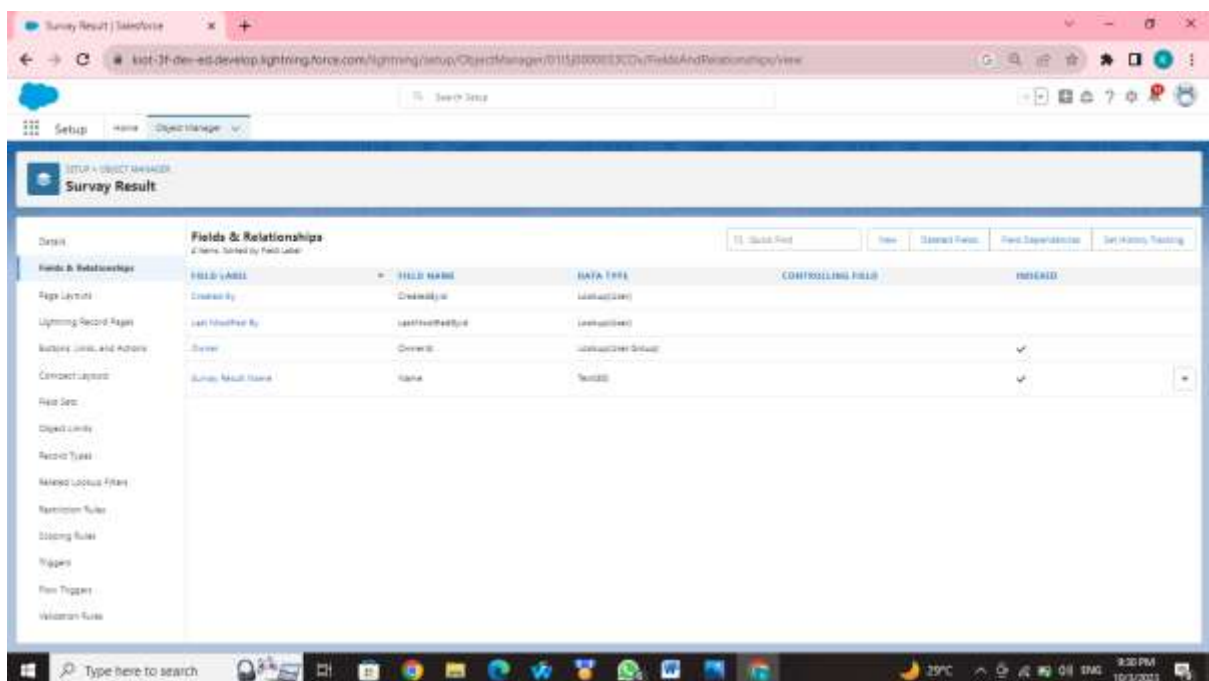 Survay Result | Salesforce
Search Setup
Setup Home Object Manager
SETUP > OBJECT MANAGER
Survay Result
Details
Fields & Relationships
Page Layouts
Lightning Record Pages
Buttons, Links, and Actions
Compact Layouts
Field Sets
Object Limits
Record Types
Related Lookup Filters
Restriction Rules
Scoping Rules
Triggers
Flow Triggers
Validation Rules
Fields & Relationships
4 Items, Sorted by Field Label
Quick Find
New Deleted Fields Field Dependencies Set History Tracking
FIELD LABEL FIELD NAME DATA TYPE CONTROLLING FIELD INDEXED
Created By CreatedById Lookup(User)
Last Modified By LastModifiedById Lookup(User)
Owner OwnerId Lookup(User,Group)
Survay Result Name Name
Type here to search
29°C
ENG
9:30 PM